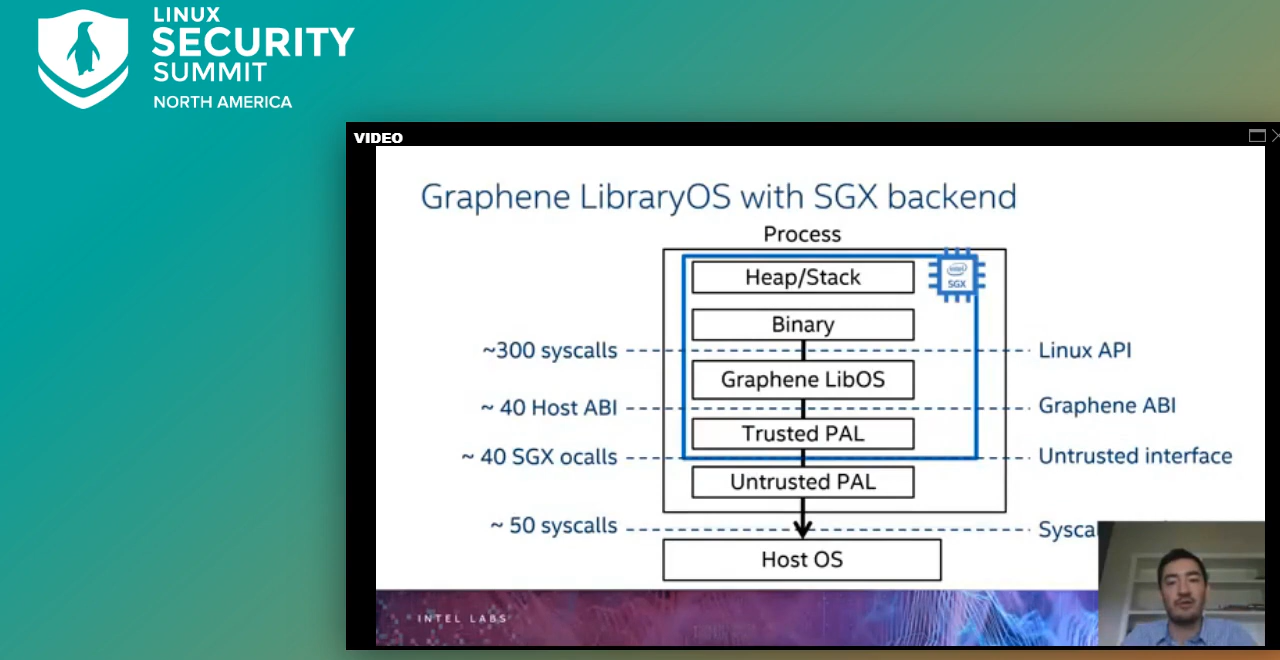 LINUX
SECURITY
SUMMIT
NORTH AMERICA
VIDEO
Graphene LibraryOS with SGX backend
Process
Heap/Stack
intel
SGX
Binary
~300 syscalls
Linux API
Graphene LibOS
~ 40 Host ABI
Graphene ABI
Trusted PAL
~ 40 SGX ocalls
Untrusted interface
Untrusted PAL
~ 50 syscalls
Host OS
INTEL LABS